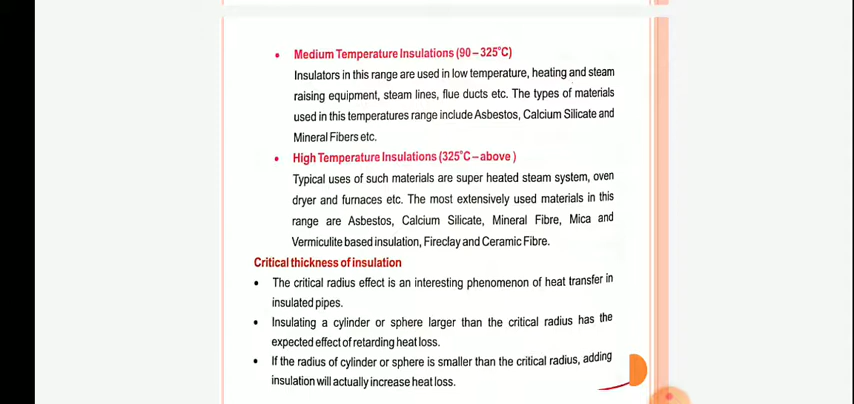 • Medium Temperature Insulations (90 – 325°C)
Insulators in this range are used in low temperature, heating and steam
raising equipment, steam lines, flue ducts etc. The types of materials
used in this temperatures range include Asbestos, Calcium Silicate and
Mineral Fibers etc.
• High Temperature Insulations (325°C – above )
Typical uses of such materials are super heated steam system, oven
dryer and furnaces etc. The most extensively used materials in this
range are Asbestos, Calcium Silicate, Mineral Fibre, Mica and
Vermiculite based insulation, Fireclay and Ceramic Fibre.
Critical thickness of insulation
• The critical radius effect is an interesting phenomenon of heat transfer in
insulated pipes.
• Insulating a cylinder or sphere larger than the critical radius has the
expected effect of retarding heat loss.
• If the radius of cylinder or sphere is smaller than the critical radius, adding
insulation will actually increase heat loss.